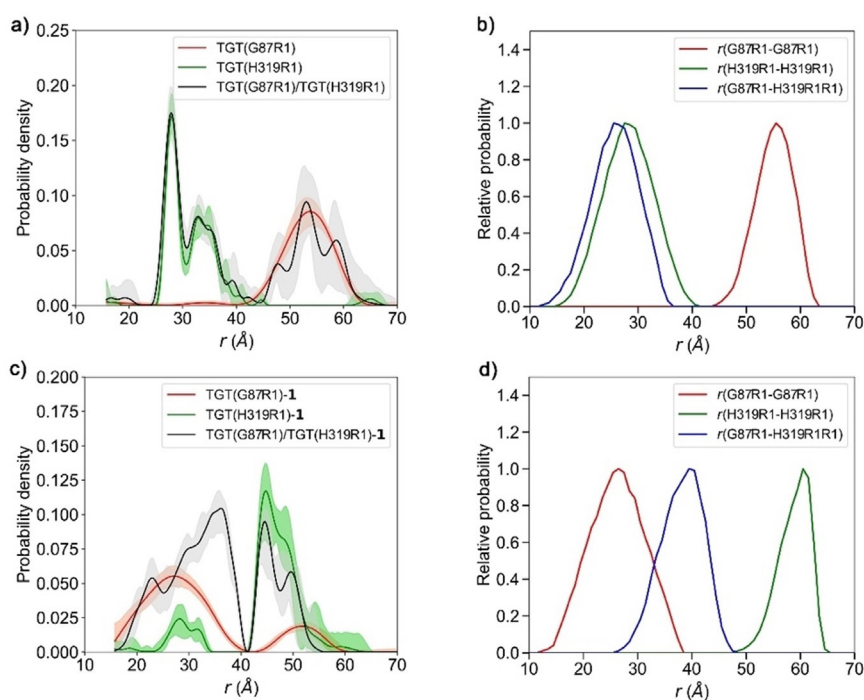 a)
0.25
0.20
0.15
0.10
0.05
0.00
Probability density
TGT(G87R1)
TGT(H319R1)
TGT(G87R1)/TGT(H319R1)
10 20 30 40 50 60 70
r (Å)
b)
1.4
1.2
1.0
0.8
0.6
0.4
0.2
0.0
Relative probability
r(G87R1-G87R1)
r(H319R1-H319R1)
r(G87R1-H319R1R1)
10 20 30 40 50 60 70
r (Å)
c)
0.200
0.175
0.150
0.125
0.100
0.075
0.050
0.025
0.000
Probability density
TGT(G87R1)-1
TGT(H319R1)-1
TGT(G87R1)/TGT(H319R1)-1
10 20 30 40 50 60 70
r (Å)
d)
1.4
1.2
1.0
0.8
0.6
0.4
0.2
0.0
Relative probability
r(G87R1-G87R1)
r(H319R1-H319R1)
r(G87R1-H319R1R1)
10 20 30 40 50 60 70
r (Å)